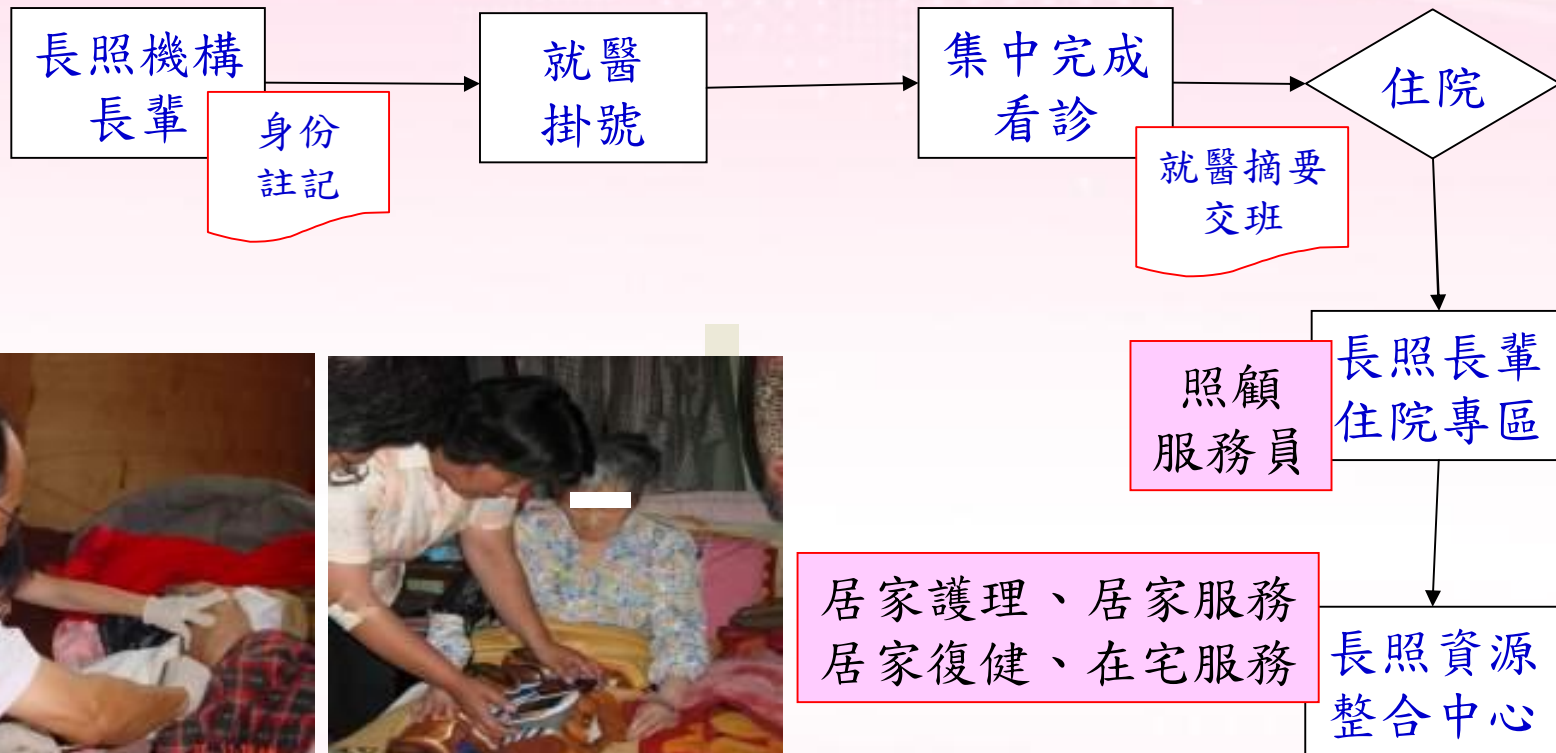 長照機構
長輩
身份
註記
就醫
掛號
集中完成
看診
就醫摘要
交班
住院
照顧
服務員
長照長輩
住院專區
居家護理、居家服務
居家復健、在宅服務
長照資源
整合中心